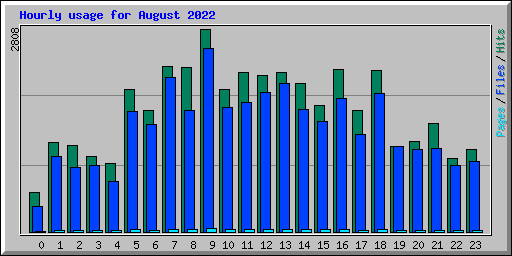 Hourly usage for August 2022
2808
Pages/Files/Hits
0 1 2 3 4 5 6 7 8 9 10 11 12 13 14 15 16 17 18 19 20 21 22 23